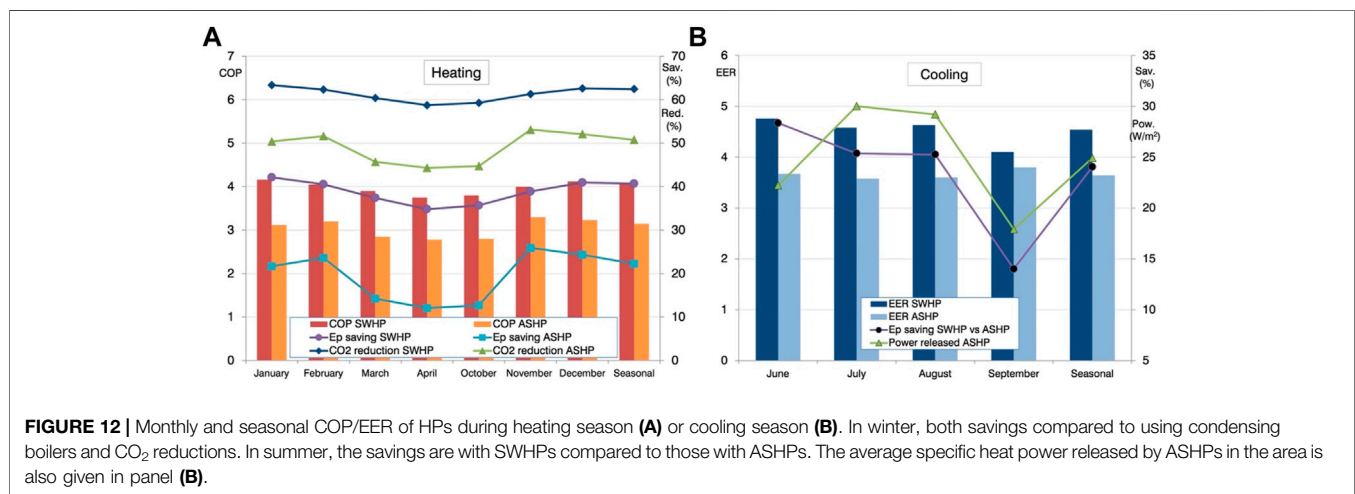 A
7
COP
6
5
4
3
2
1
0
Heating
70
Sav.
(%)
60
Red.
(%)
50
40
30
20
10
0
COP SWHP
COP ASHP
Ep saving SWHP
Ep saving ASHP
CO2 reduction SWHP
CO2 reduction ASHP
January February March April October November December Seasonal
B
6
EER
5
4
3
2
1
0
Cooling
35
Sav.
(%)
30
Pow.
(W/m²)
25
20
15
10
5
EER SWHP
EER ASHP
Ep saving SWHP vs ASHP
Power released ASHP
June July August September Seasonal
FIGURE 12 | Monthly and seasonal COP/EER of HPs during heating season (A) or cooling season (B). In winter, both savings compared to using condensing
boilers and CO₂ reductions. In summer, the savings are with SWHPs compared to those with ASHPs. The average specific heat power released by ASHPs in the area is
also given in panel (B).